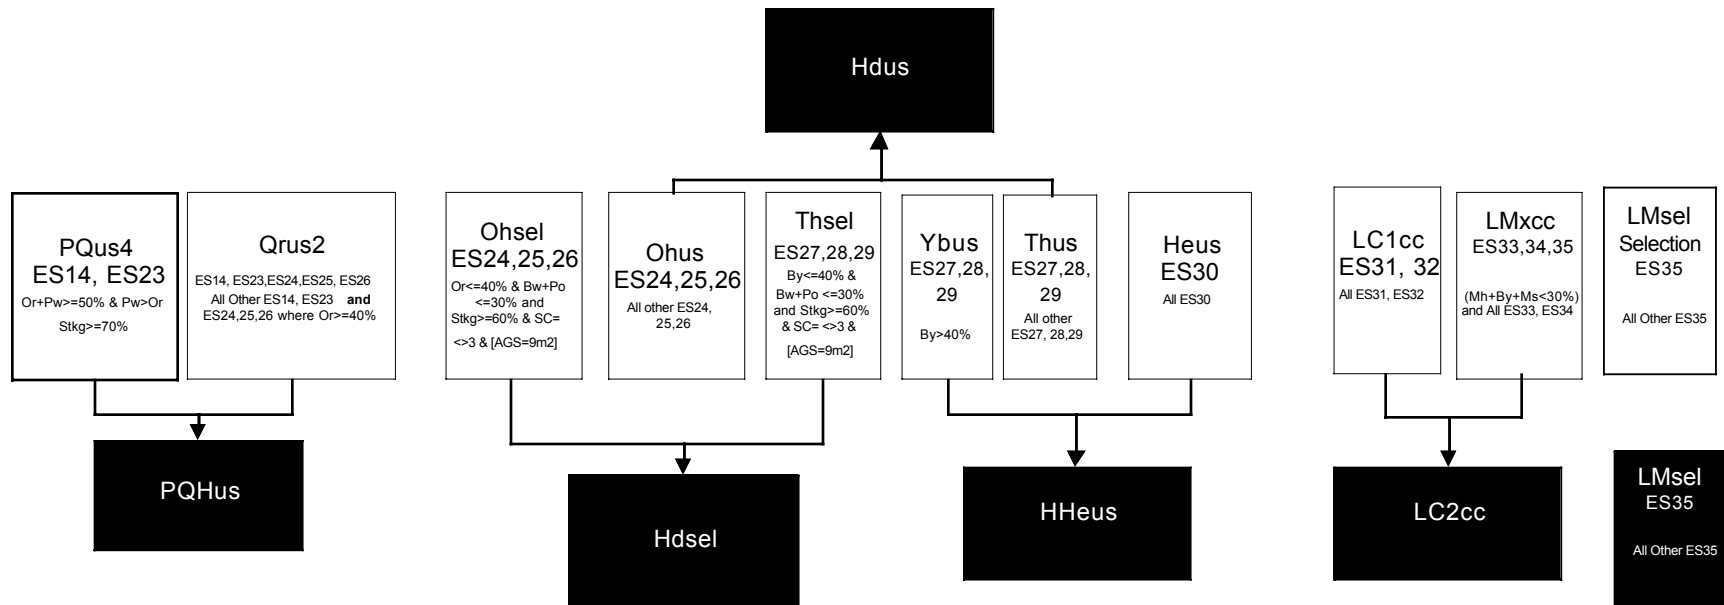 Hdus
PQus4
ES14, ES23
Or+Pw>=50% & Pw>Or
Stkg>=70%
Qrus2
ES14, ES23,ES24,ES25, ES26
All Other ES14, ES23 and
ES24,25,26 where Or>=40%
Ohsel
ES24,25,26
Or<=40% & Bw+Po
<=30% and
Stkg>=60% & SC=
<>3 & [AGS=9m2]
Ohus
ES24,25,26
All other ES24,
25,26
Thsel
ES27,28,29
By<=40% &
Bw+Po <=30%
and Stkg>=60%
& SC= <>3 &
[AGS=9m2]
Ybus
ES27,28,
29
By>40%
Thus
ES27,28,
29
All other
ES27, 28,29
Heus
ES30
All ES30
LC1cc
ES31, 32
All ES31, ES32
LMxcc
ES33,34,35
(Mh+By+Ms<30%)
and All ES33, ES34
LMsel
Selection
ES35
All Other ES35
PQHus
Hdsel
HHeus
LC2cc
LMsel
ES35
All Other ES35